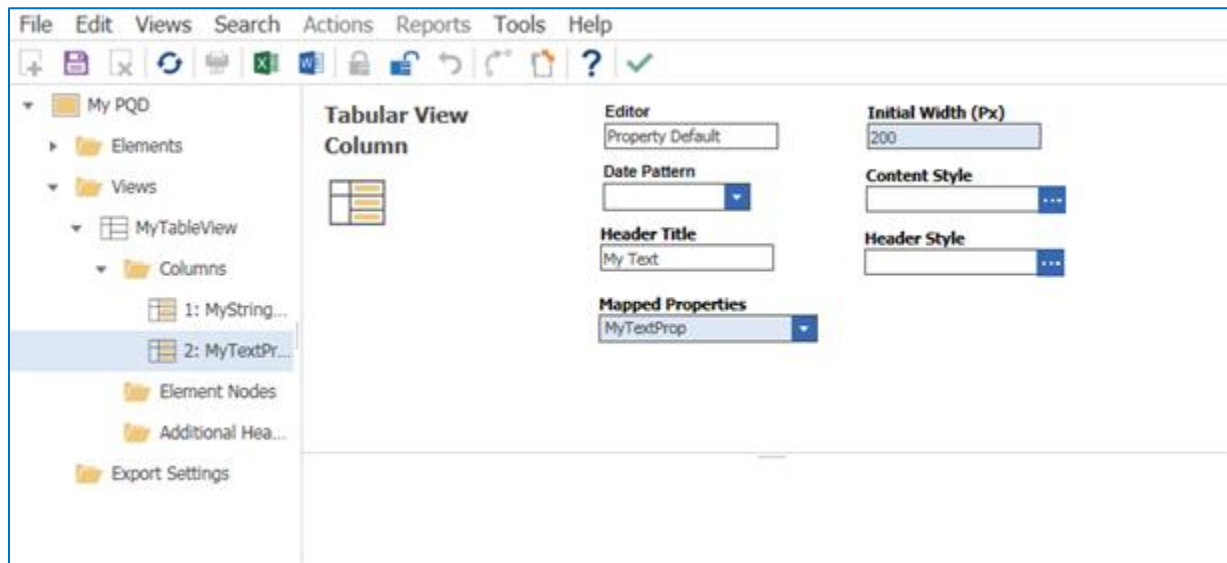 File Edit Views Search Actions Reports Tools Help
My PQD
Elements
Views
MyTableView
Columns
1: MyString...
2: MyTextPr...
Element Nodes
Additional Hea...
Export Settings
Tabular View
Column
Editor
Property Default
Date Pattern
Header Title
My Text
Mapped Properties
MyTextProp
Initial Width (Px)
200
Content Style
Header Style